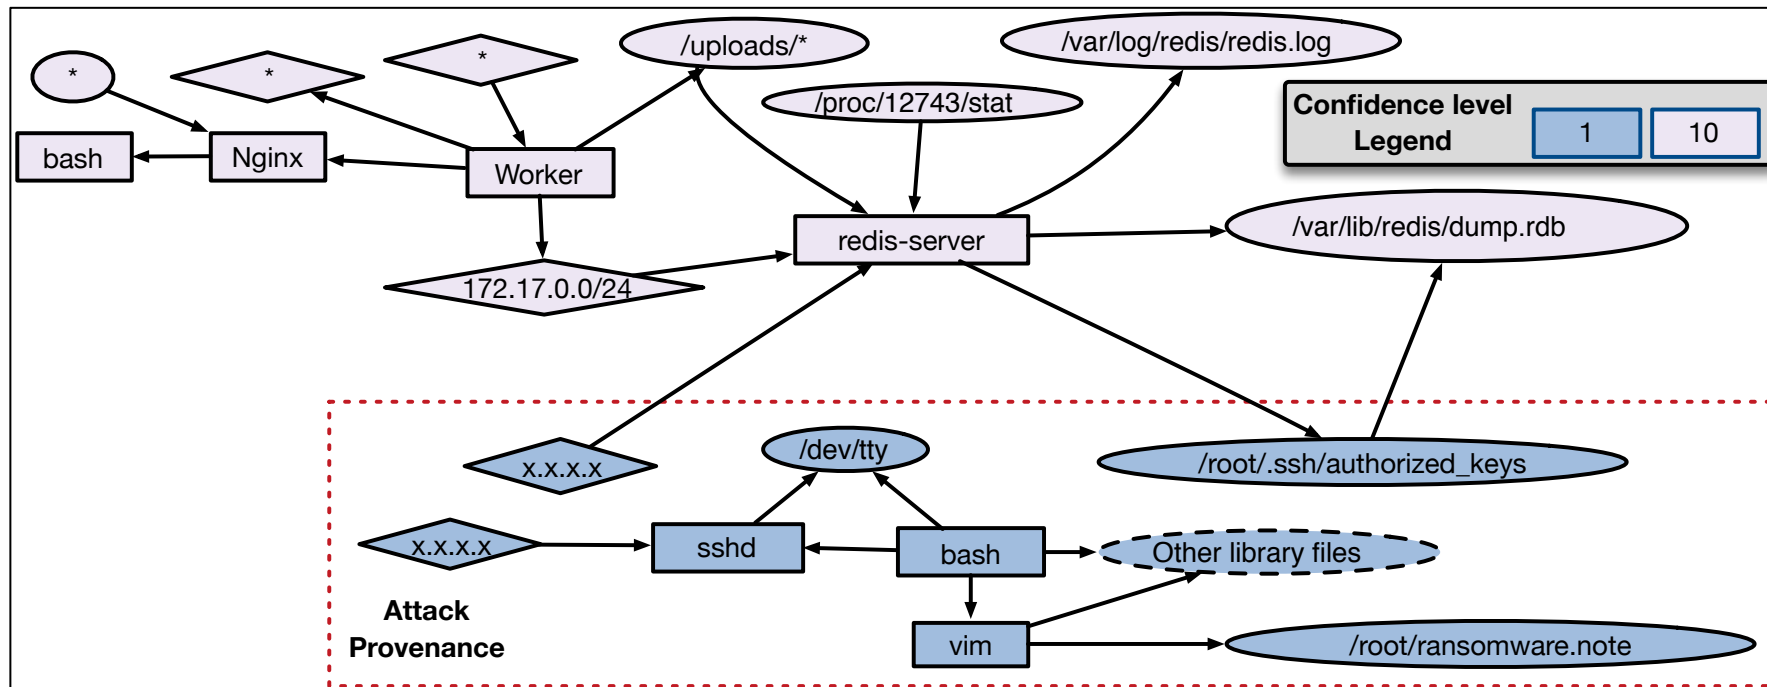 /uploads/*
/var/log/redis/redis.log
*
*
*
/proc/12743/stat
Confidence level
Legend
1
10
bash
Nginx
Worker
redis-server
/var/lib/redis/dump.rdb
172.17.0.0/24
x.x.x.x
/dev/tty
/root/.ssh/authorized_keys
x.x.x.x
sshd
bash
Other library files
Attack
Provenance
vim
/root/ransomware.note